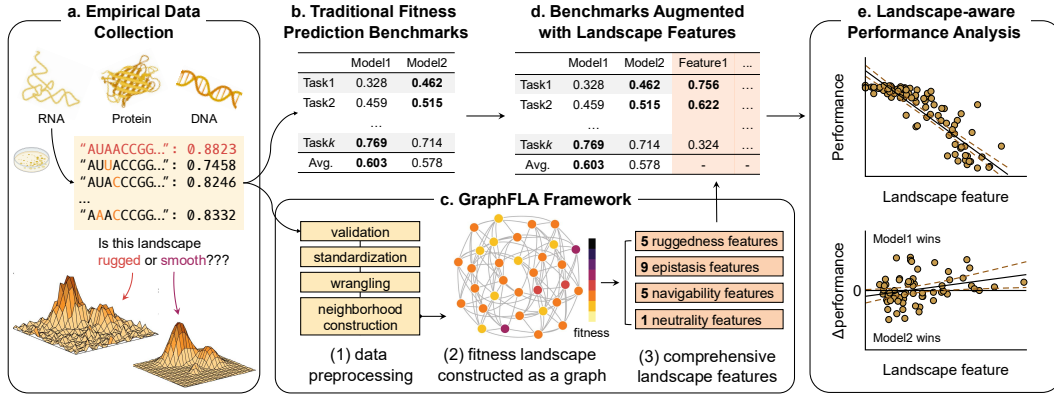 a. Empirical Data
Collection
RNA
Protein
DNA
"AUAACCGG…": 0.8823
"AUUACCGG…": 0.7458
"AUACCCGG…": 0.8246
...
"AAACCCGG…": 0.8332
Is this landscape
rugged or smooth???
b. Traditional Fitness
Prediction Benchmarks
Model1 Model2
Task1 0.328 0.462
Task2 0.459 0.515
...
Taskk 0.769 0.714
Avg. 0.603 0.578
c. GraphFLA Framework
validation
standardization
wrangling
neighborhood
construction
(1) data
preprocessing
fitness
(2) fitness landscape
constructed as a graph
5 ruggedness features
9 epistasis features
5 navigability features
1 neutrality features
(3) comprehensive
landscape features
d. Benchmarks Augmented
with Landscape Features
Model1 Model2 Feature1 ...
Task1 0.328 0.462 0.756 ...
Task2 0.459 0.515 0.622 ...
... ... ...
Taskk 0.769 0.714 0.324 ...
Avg. 0.603 0.578 - -
e. Landscape-aware
Performance Analysis
Performance
Landscape feature
Model1 wins
Δperformance
0
Model2 wins
Landscape feature